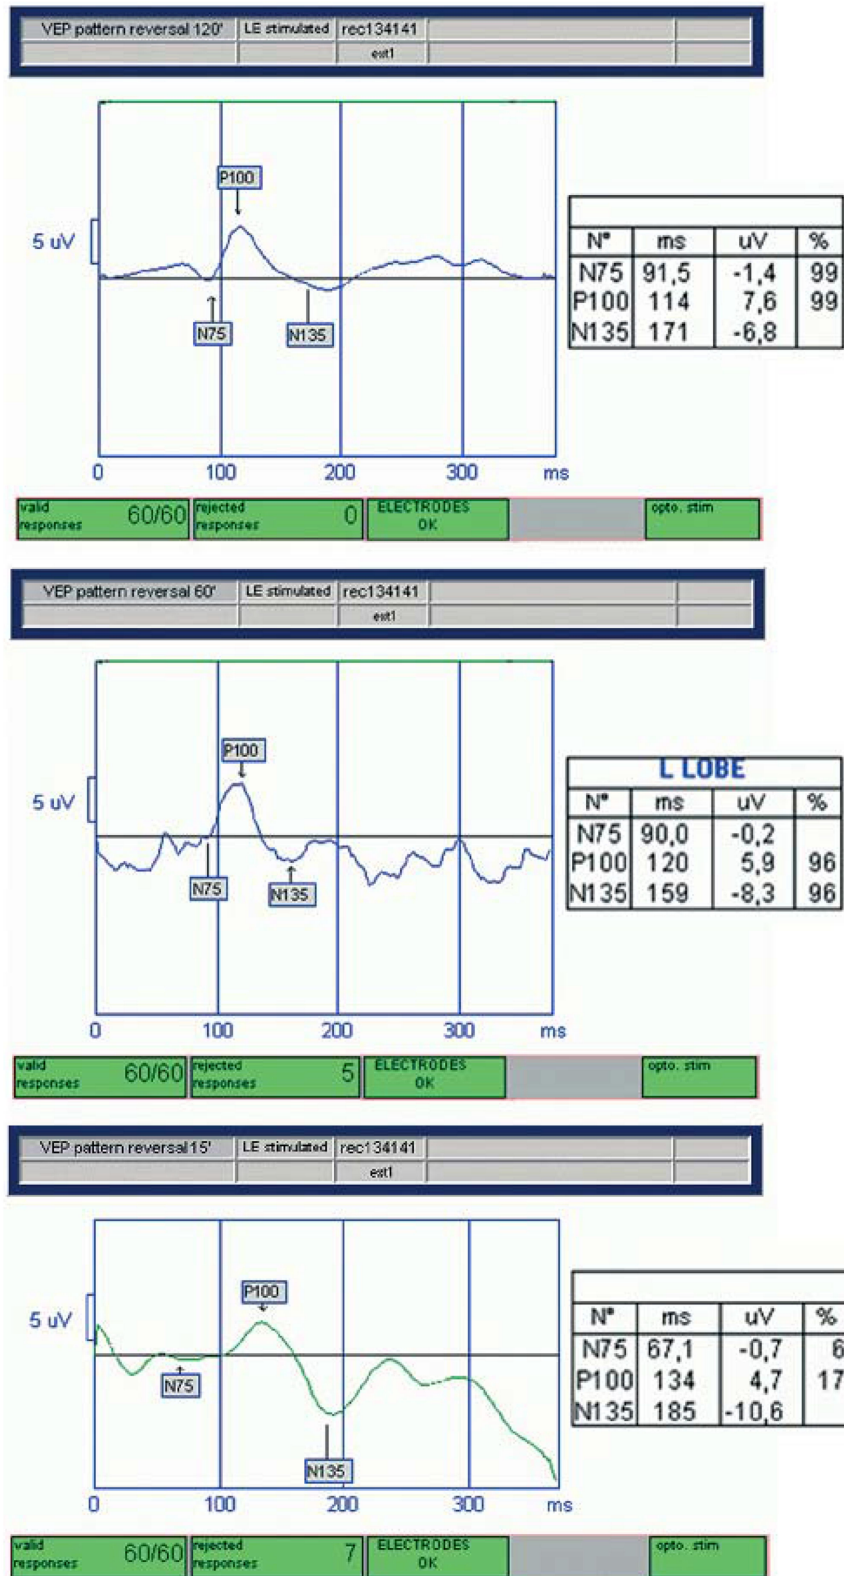 VEP pattern reversal 120' LE stimulated rec134141
ext1
P100
5 uV
N75 N135
0 100 200 300 ms
N° ms uV %
N75 91,5 -1,4 99
P100 114 7,6 99
N135 171 -6,8
valid responses 60/60 rejected responses 0 ELECTRODES OK opto. stim
VEP pattern reversal 60' LE stimulated rec134141
ext1
P100
5 uV
N75 N135
0 100 200 300 ms
L LOBE
N° ms uV %
N75 90,0 -0,2
P100 120 5,9 96
N135 159 -8,3 96
valid responses 60/60 rejected responses 5 ELECTRODES OK opto. stim
VEP pattern reversal 15' LE stimulated rec134141
ext1
P100
5 uV
N75
N135
0 100 200 300 ms
N° ms uV %
N75 67,1 -0,7 6
P100 134 4,7 17
N135 185 -10,6
valid responses 60/60 rejected responses 7 ELECTRODES OK opto. stim